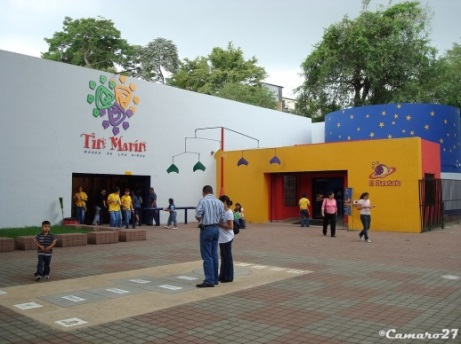 Tin Marín
MUSEO DE LOS NIÑOS
El Planetario
©Camaro27